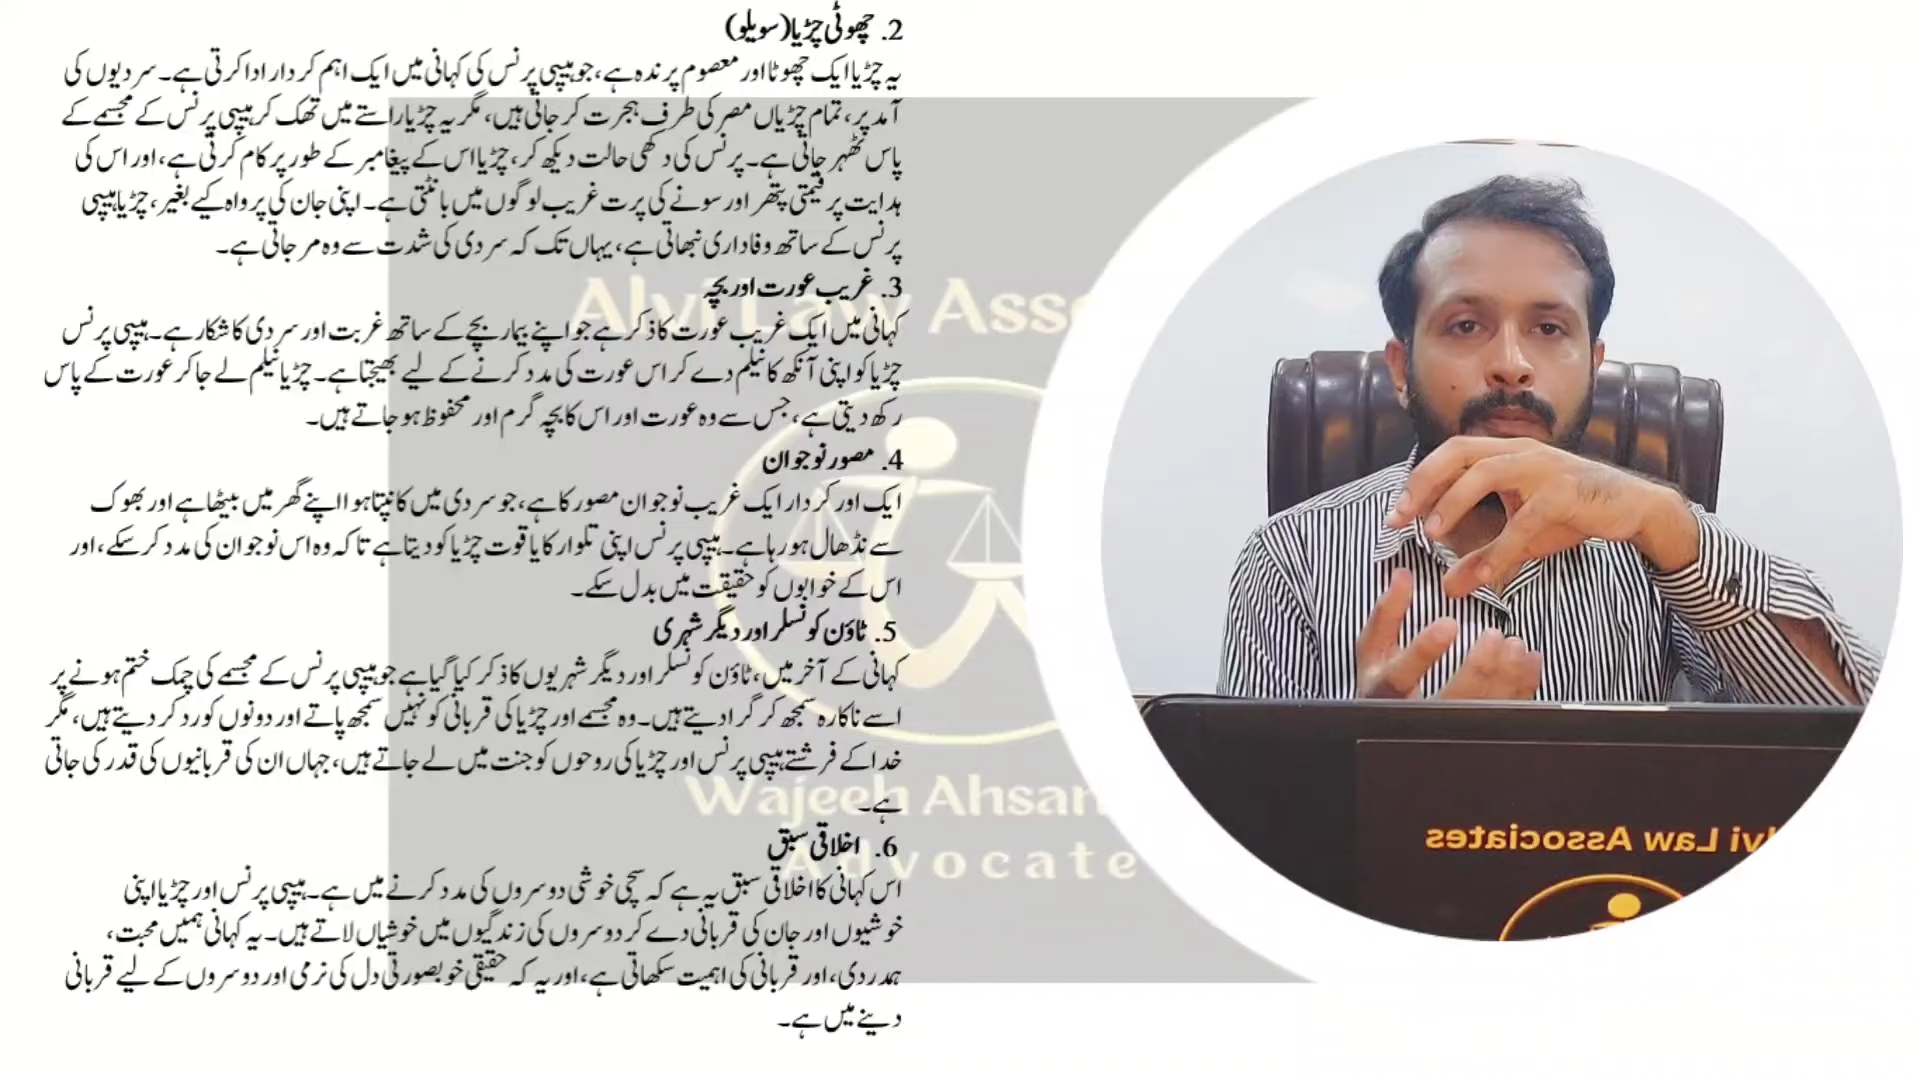 2. چھوٹی چڑیا (سویلو)
یہ چڑیا ایک چھوٹا اور معصوم پرندہ ہے، جو ہیپی پرنس کی کہانی میں ایک اہم کردار ادا کرتی ہے۔ سردیوں کی
آمد پر، تمام چڑیاں مصر کی طرف ہجرت کر جاتی ہیں، مگر یہ چڑیا راستے میں تھک کر ہیپی پرنس کے مجسمے کے
پاس ٹھہر جاتی ہے۔ پرنس کی دکھی حالت دیکھ کر، چڑیا اس کے پیغامبر کے طور پر کام کرتی ہے، اور اس کی
ہدایت پر قیمتی پتھر اور سونے کی پرت غریب لوگوں میں بانٹتی ہے۔ اپنی جان کی پرواہ کیے بغیر، چڑیا ہیپی
پرنس کے ساتھ وفاداری نبھاتی ہے، یہاں تک کہ سردی کی شدت سے وہ مر جاتی ہے۔
3. غریب عورت اور بچہ
کہانی میں ایک غریب عورت کا ذکر ہے جو اپنے بیمار بچے کے ساتھ غربت اور سردی کا شکار ہے۔ ہیپی پرنس
چڑیا کو اپنی آنکھ کا نیلم دے کر اس عورت کی مدد کرنے کے لیے بھیجتا ہے۔ چڑیا نیلم لے جا کر عورت کے پاس
رکھ دیتی ہے، جس سے وہ عورت اور اس کا بچہ گرم اور محفوظ ہو جاتے ہیں۔
4. مصور نوجوان
ایک اور کردار ایک غریب نوجوان مصور کا ہے، جو سردی میں کانپتا ہوا اپنے گھر میں بیٹھا ہے اور بھوک
سے نڈھال ہو رہا ہے۔ ہیپی پرنس اپنی تلوار کا یاقوت چڑیا کو دیتا ہے تاکہ وہ اس نوجوان کی مدد کر سکے، اور
اس کے خوابوں کو حقیقت میں بدل سکے۔
5. ٹاؤن کونسلر اور دیگر شہری
کہانی کے آخر میں، ٹاؤن کونسلر اور دیگر شہریوں کا ذکر کیا گیا ہے جو ہیپی پرنس کے مجسمے کی چمک ختم ہونے پر
اسے ناکارہ سمجھ کر گرا دیتے ہیں۔ وہ مجسمے اور چڑیا کی قربانی کو نہیں سمجھ پاتے اور دونوں کو رد کر دیتے ہیں، مگر
خدا کے فرشتے ہیپی پرنس اور چڑیا کی روحوں کو جنت میں لے جاتے ہیں، جہاں ان کی قربانیوں کی قدر کی جاتی
ہے۔
6. اخلاقی سبق
اس کہانی کا اخلاقی سبق یہ ہے کہ سچی خوشی دوسروں کی مدد کرنے میں ہے۔ ہیپی پرنس اور چڑیا اپنی
خوشیوں اور جان کی قربانی دے کر دوسروں کی زندگیوں میں خوشیاں لاتے ہیں۔ یہ کہانی ہمیں محبت،
ہمدردی، اور قربانی کی اہمیت سکھاتی ہے، اور یہ کہ حقیقی خوبصورتی دل کی نرمی اور دوسروں کے لیے قربانی
دینے میں ہے۔
Alvi Law Asso
Wajeeh Ahsan
Advocate
lvi Law Associates